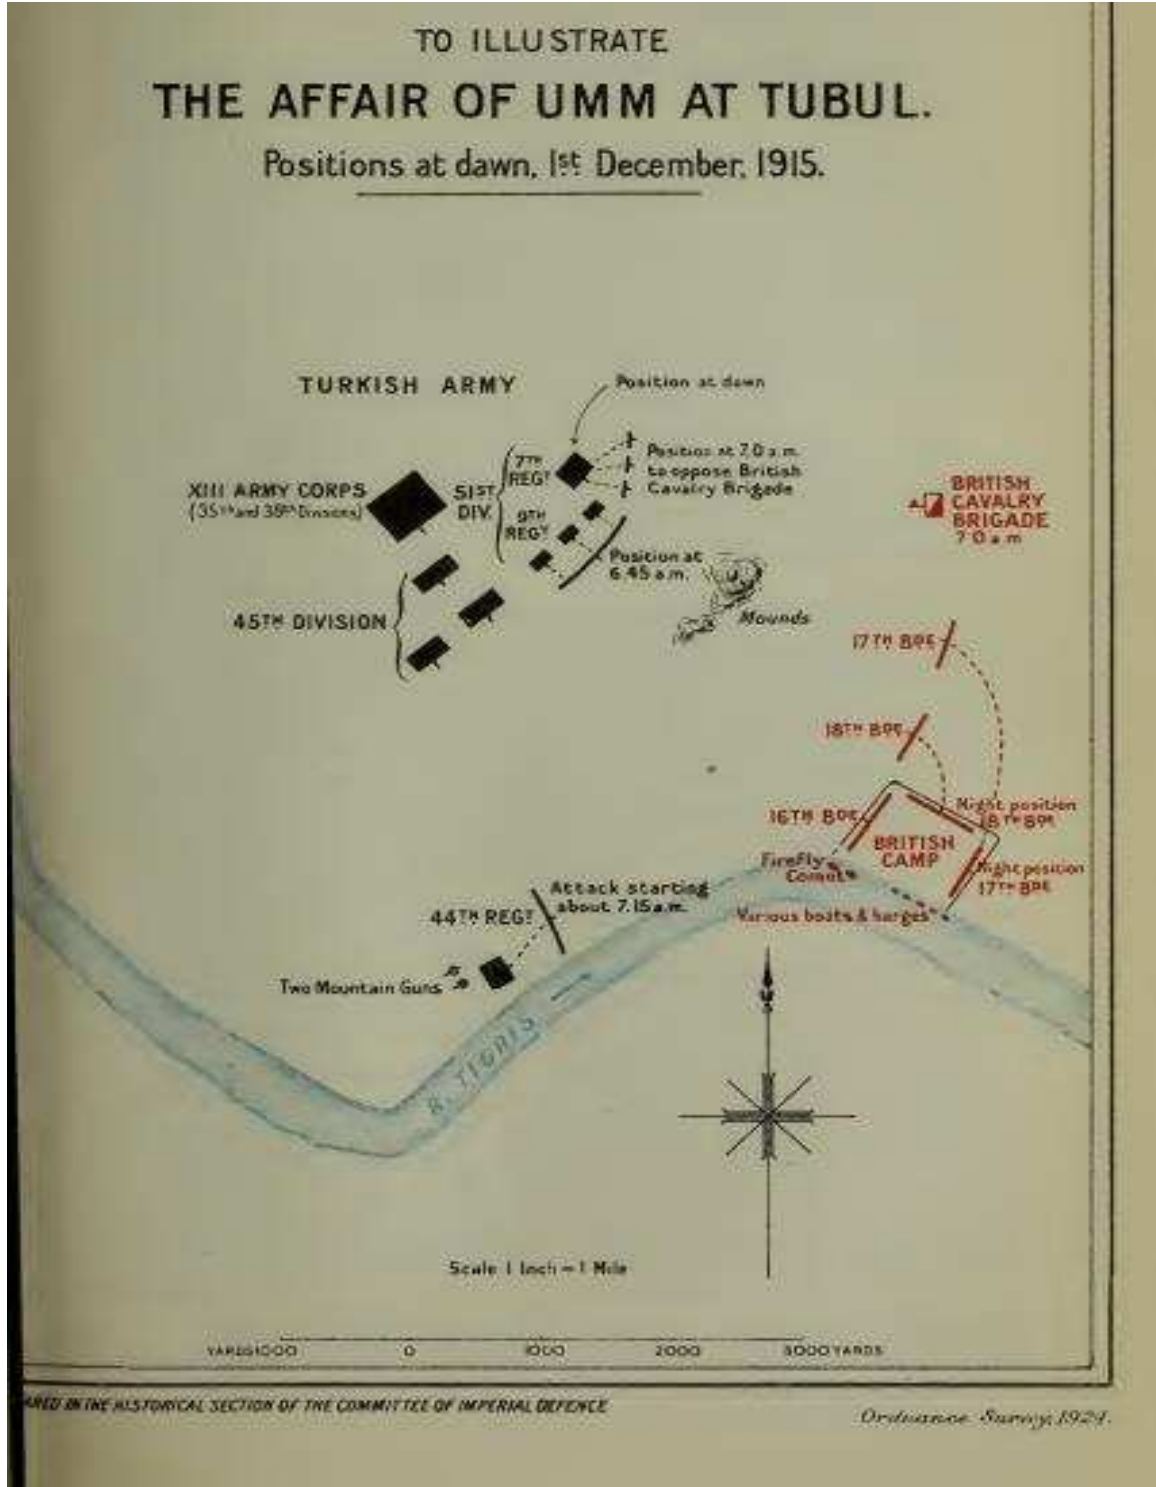 TO ILLUSTRATE
THE AFFAIR OF UMM AT TUBUL.
Positions at dawn, 1st December, 1915.
TURKISH ARMY
Position at dawn
XIII ARMY CORPS
(35th and 38th Divisions)
51ST
DIV.
7TH
REGT
9TH
REGT
Position at 7.0 a.m.
to oppose British
Cavalry Brigade
Position at
6.45 a.m.
Mounds
45TH DIVISION
BRITISH
CAVALRY
BRIGADE
7.0 a.m
17TH BDE
18TH BDE
16TH BDE
Night position
18TH BDE
BRITISH
CAMP
FireFly
Comet
Night position
17TH BDE
Various boats & barges
44TH REGT
Attack starting
about 7.15 a.m.
Two Mountain Guns
R. TIGRIS
Scale 1 Inch = 1 Mile
YARDS 1000 0 1000 2000 3000 YARDS
IN THE HISTORICAL SECTION OF THE COMMITTEE OF IMPERIAL DEFENCE
Ordnance Survey, 1924.